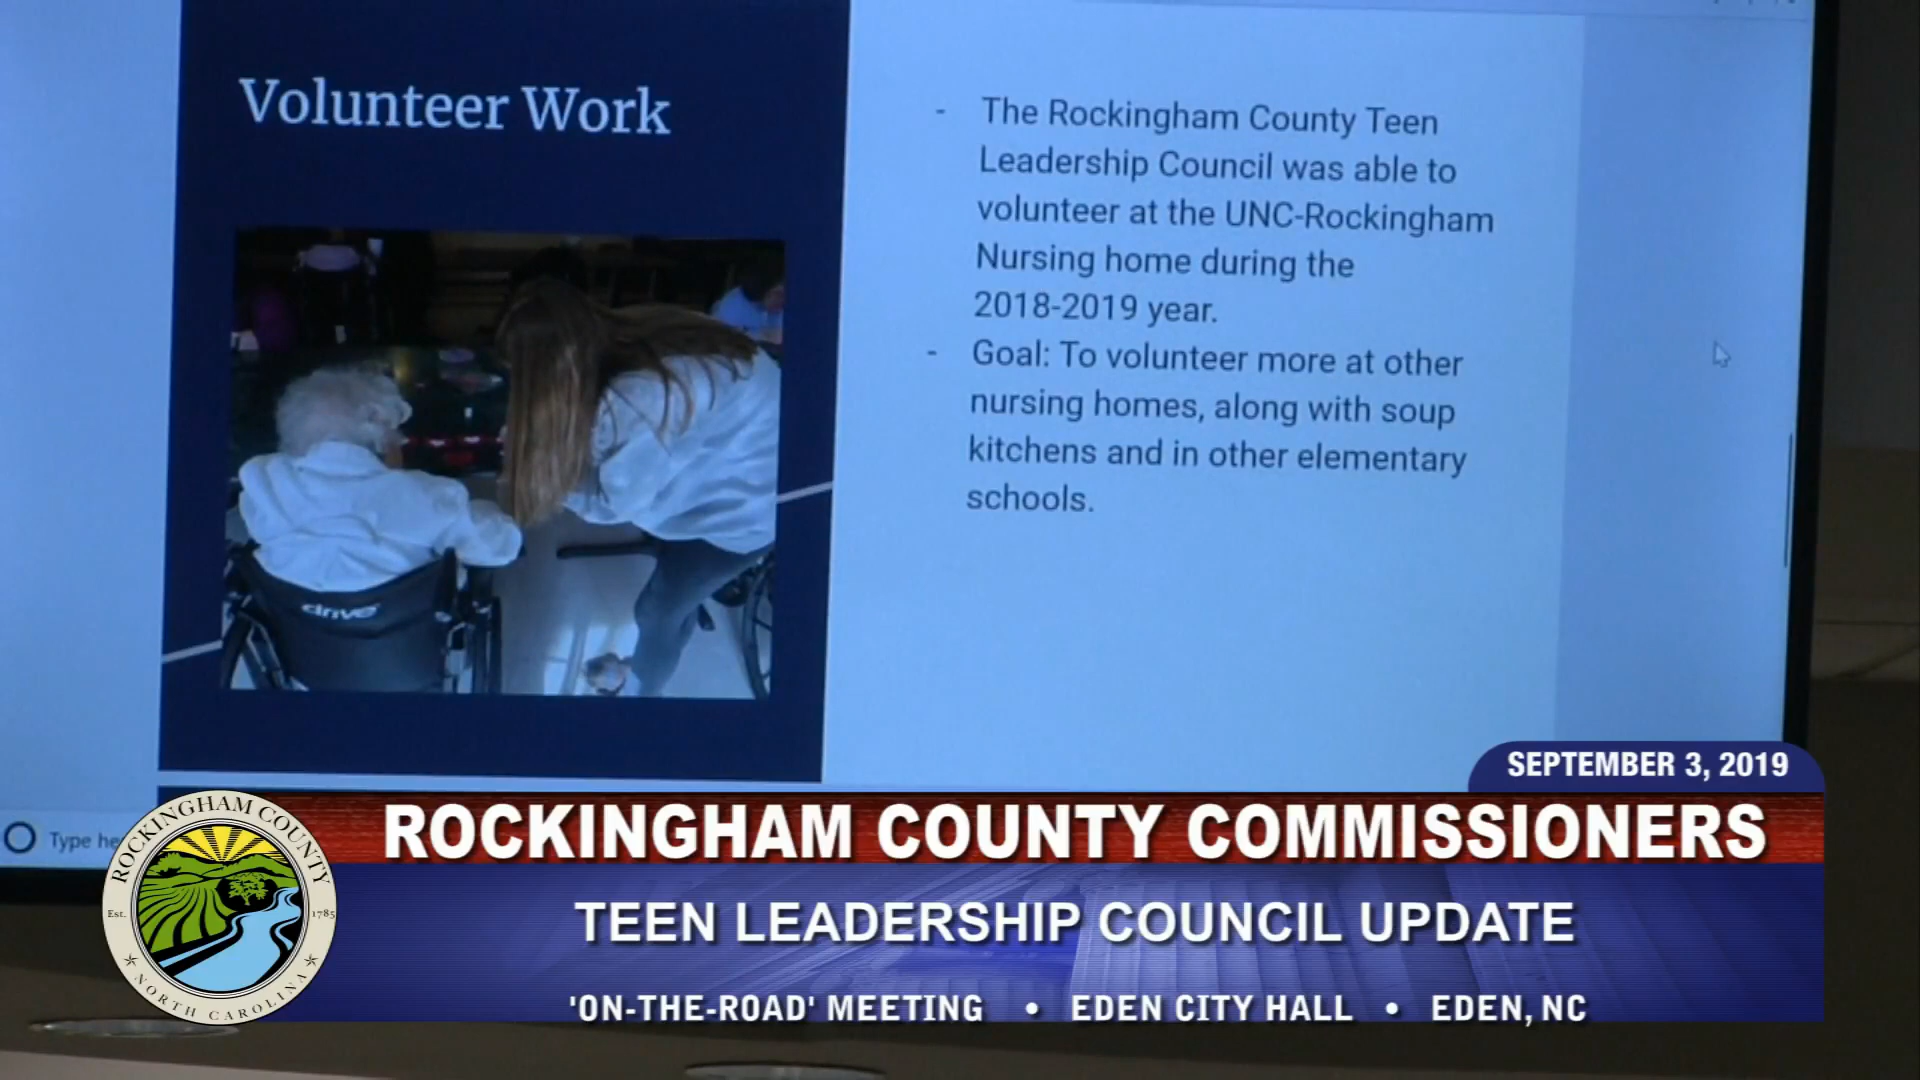 Volunteer Work
- The Rockingham County Teen
Leadership Council was able to
volunteer at the UNC-Rockingham
Nursing home during the
2018-2019 year.
- Goal: To volunteer more at other
nursing homes, along with soup
kitchens and in other elementary
schools.
drive
Type he
SEPTEMBER 3, 2019
ROCKINGHAM COUNTY COMMISSIONERS
TEEN LEADERSHIP COUNCIL UPDATE
'ON-THE-ROAD' MEETING • EDEN CITY HALL • EDEN, NC
ROCKINGHAM COUNTY
Est. 1785
NORTH CAROLINA